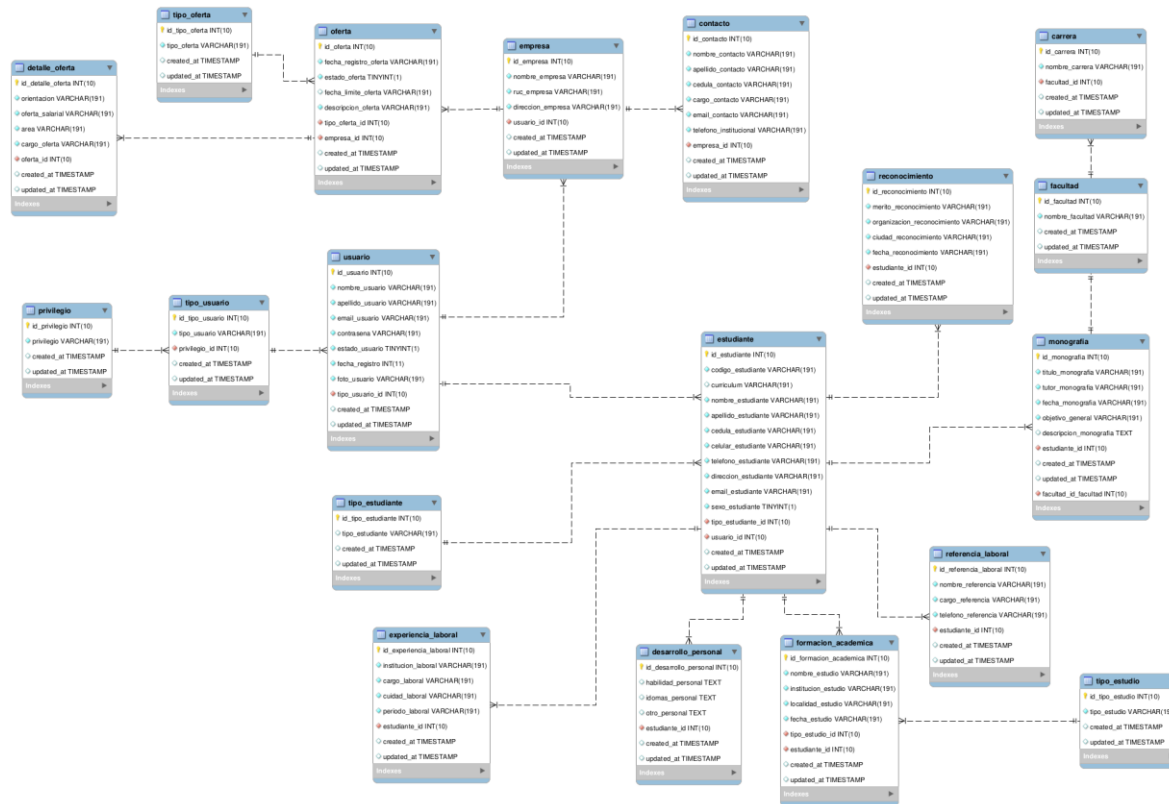 tipo_oferta
id_tipo_oferta INT(10)
tipo_oferta VARCHAR(191)
created_at TIMESTAMP
updated_at TIMESTAMP
Indexes
oferta
id_oferta INT(10)
fecha_registro_oferta VARCHAR(191)
estado_oferta TINYINT(1)
fecha_limite_oferta VARCHAR(191)
descripcion_oferta VARCHAR(191)
tipo_oferta_id INT(10)
empresa_id INT(10)
created_at TIMESTAMP
updated_at TIMESTAMP
Indexes
empresa
id_empresa INT(10)
nombre_empresa VARCHAR(191)
ruc_empresa VARCHAR(191)
direccion_empresa VARCHAR(191)
usuario_id INT(10)
created_at TIMESTAMP
updated_at TIMESTAMP
Indexes
contacto
id_contacto INT(10)
nombre_contacto VARCHAR(191)
apellido_contacto VARCHAR(191)
cedula_contacto VARCHAR(191)
cargo_contacto VARCHAR(191)
email_contacto VARCHAR(191)
telefono_institucional VARCHAR(191)
empresa_id INT(10)
created_at TIMESTAMP
updated_at TIMESTAMP
Indexes
carrera
id_carrera INT(10)
nombre_carrera VARCHAR(191)
facultad_id INT(10)
created_at TIMESTAMP
updated_at TIMESTAMP
Indexes
detalle_oferta
id_detalle_oferta INT(10)
orientacion VARCHAR(191)
oferta_salarial VARCHAR(191)
area VARCHAR(191)
cargo_oferta VARCHAR(191)
oferta_id INT(10)
created_at TIMESTAMP
updated_at TIMESTAMP
Indexes
reconocimiento
id_reconocimiento INT(10)
merito_reconocimiento VARCHAR(191)
organizacion_reconocimiento VARCHAR(191)
ciudad_reconocimiento VARCHAR(191)
fecha_reconocimiento VARCHAR(191)
estudiante_id INT(10)
created_at TIMESTAMP
updated_at TIMESTAMP
Indexes
facultad
id_facultad INT(10)
nombre_facultad VARCHAR(191)
created_at TIMESTAMP
updated_at TIMESTAMP
Indexes
usuario
id_usuario INT(10)
nombre_usuario VARCHAR(191)
apellido_usuario VARCHAR(191)
email_usuario VARCHAR(191)
contrasena VARCHAR(191)
estado_usuario TINYINT(1)
fecha_registro INT(11)
foto_usuario VARCHAR(191)
tipo_usuario_id INT(10)
created_at TIMESTAMP
updated_at TIMESTAMP
Indexes
privilegio
id_privilegio INT(10)
privilegio VARCHAR(191)
created_at TIMESTAMP
updated_at TIMESTAMP
Indexes
tipo_usuario
id_tipo_usuario INT(10)
tipo_usuario VARCHAR(191)
privilegio_id INT(10)
created_at TIMESTAMP
updated_at TIMESTAMP
Indexes
estudiante
id_estudiante INT(10)
codigo_estudiante VARCHAR(191)
curriculum VARCHAR(191)
nombre_estudiante VARCHAR(191)
apellido_estudiante VARCHAR(191)
cedula_estudiante VARCHAR(191)
celular_estudiante VARCHAR(191)
telefono_estudiante VARCHAR(191)
direccion_estudiante VARCHAR(191)
email_estudiante VARCHAR(191)
sexo_estudiante TINYINT(1)
tipo_estudiante_id INT(10)
usuario_id INT(10)
created_at TIMESTAMP
updated_at TIMESTAMP
Indexes
monografia
id_monografia INT(10)
titulo_monografia VARCHAR(191)
tutor_monografia VARCHAR(191)
fecha_monografia VARCHAR(191)
objetivo_general VARCHAR(191)
descripcion_monografia TEXT
estudiante_id INT(10)
created_at TIMESTAMP
updated_at TIMESTAMP
facultad_id_facultad INT(10)
Indexes
tipo_estudiante
id_tipo_estudiante INT(10)
tipo_estudiante VARCHAR(191)
created_at TIMESTAMP
updated_at TIMESTAMP
Indexes
referencia_laboral
id_referencia_laboral INT(10)
nombre_referencia VARCHAR(191)
cargo_referencia VARCHAR(191)
telefono_referencia VARCHAR(191)
estudiante_id INT(10)
created_at TIMESTAMP
updated_at TIMESTAMP
Indexes
experiencia_laboral
id_experiencia_laboral INT(10)
institucion_laboral VARCHAR(191)
cargo_laboral VARCHAR(191)
cuidad_laboral VARCHAR(191)
periodo_laboral VARCHAR(191)
estudiante_id INT(10)
created_at TIMESTAMP
updated_at TIMESTAMP
Indexes
desarrollo_personal
id_desarrollo_personal INT(10)
habilidad_personal TEXT
idomas_personal TEXT
otro_personal TEXT
estudiante_id INT(10)
created_at TIMESTAMP
updated_at TIMESTAMP
Indexes
formacion_academica
id_formacion_academica INT(10)
nombre_estudio VARCHAR(191)
institucion_estudio VARCHAR(191)
localidad_estudio VARCHAR(191)
fecha_estudio VARCHAR(191)
tipo_estudio_id INT(10)
estudiante_id INT(10)
created_at TIMESTAMP
updated_at TIMESTAMP
Indexes
tipo_estudio
id_tipo_estudio INT(10)
tipo_estudio VARCHAR(19
created_at TIMESTAMP
updated_at TIMESTAMP
Indexes